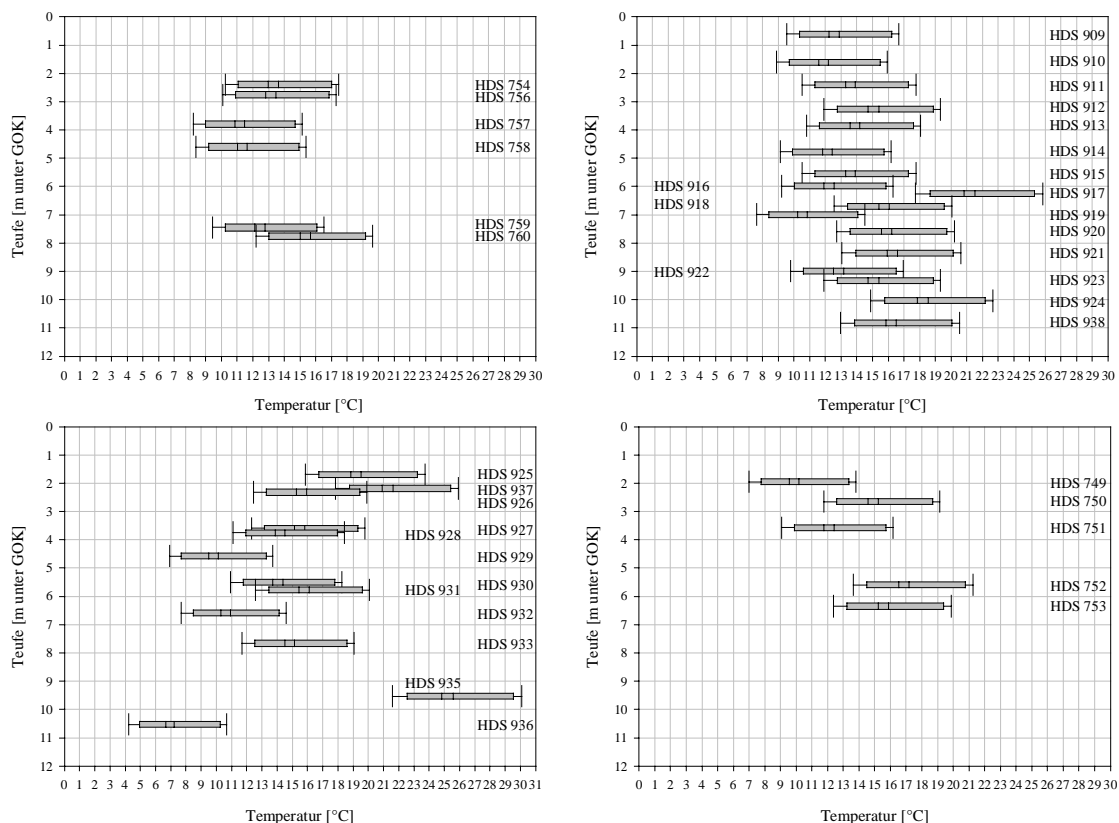 0
1
2
3
4
5
6
7
8
9
10
11
12
0 1 2 3 4 5 6 7 8 9 10 11 12 13 14 15 16 17 18 19 20 21 22 23 24 25 26 27 28 29 30
Temperatur [°C]
Teufe [m unter GOK]
HDS 754
HDS 756
HDS 757
HDS 758
HDS 759
HDS 760
0
1
2
3
4
5
6
7
8
9
10
11
12
0 1 2 3 4 5 6 7 8 9 10 11 12 13 14 15 16 17 18 19 20 21 22 23 24 25 26 27 28 29 30
Temperatur [°C]
Teufe [m unter GOK]
HDS 909
HDS 910
HDS 911
HDS 912
HDS 913
HDS 914
HDS 915
HDS 916
HDS 917
HDS 918
HDS 919
HDS 920
HDS 921
HDS 922
HDS 923
HDS 924
HDS 938
0
1
2
3
4
5
6
7
8
9
10
11
12
0 1 2 3 4 5 6 7 8 9 10 11 12 13 14 15 16 17 18 19 20 21 22 23 24 25 26 27 28 29 30 31
Temperatur [°C]
Teufe [m unter GOK]
HDS 925
HDS 937
HDS 926
HDS 927
HDS 928
HDS 929
HDS 930
HDS 931
HDS 932
HDS 933
HDS 935
HDS 936
0
1
2
3
4
5
6
7
8
9
10
11
12
0 1 2 3 4 5 6 7 8 9 10 11 12 13 14 15 16 17 18 19 20 21 22 23 24 25 26 27 28 29 30
Temperatur [°C]
Teufe [m unter GOK]
HDS 749
HDS 750
HDS 751
HDS 752
HDS 753